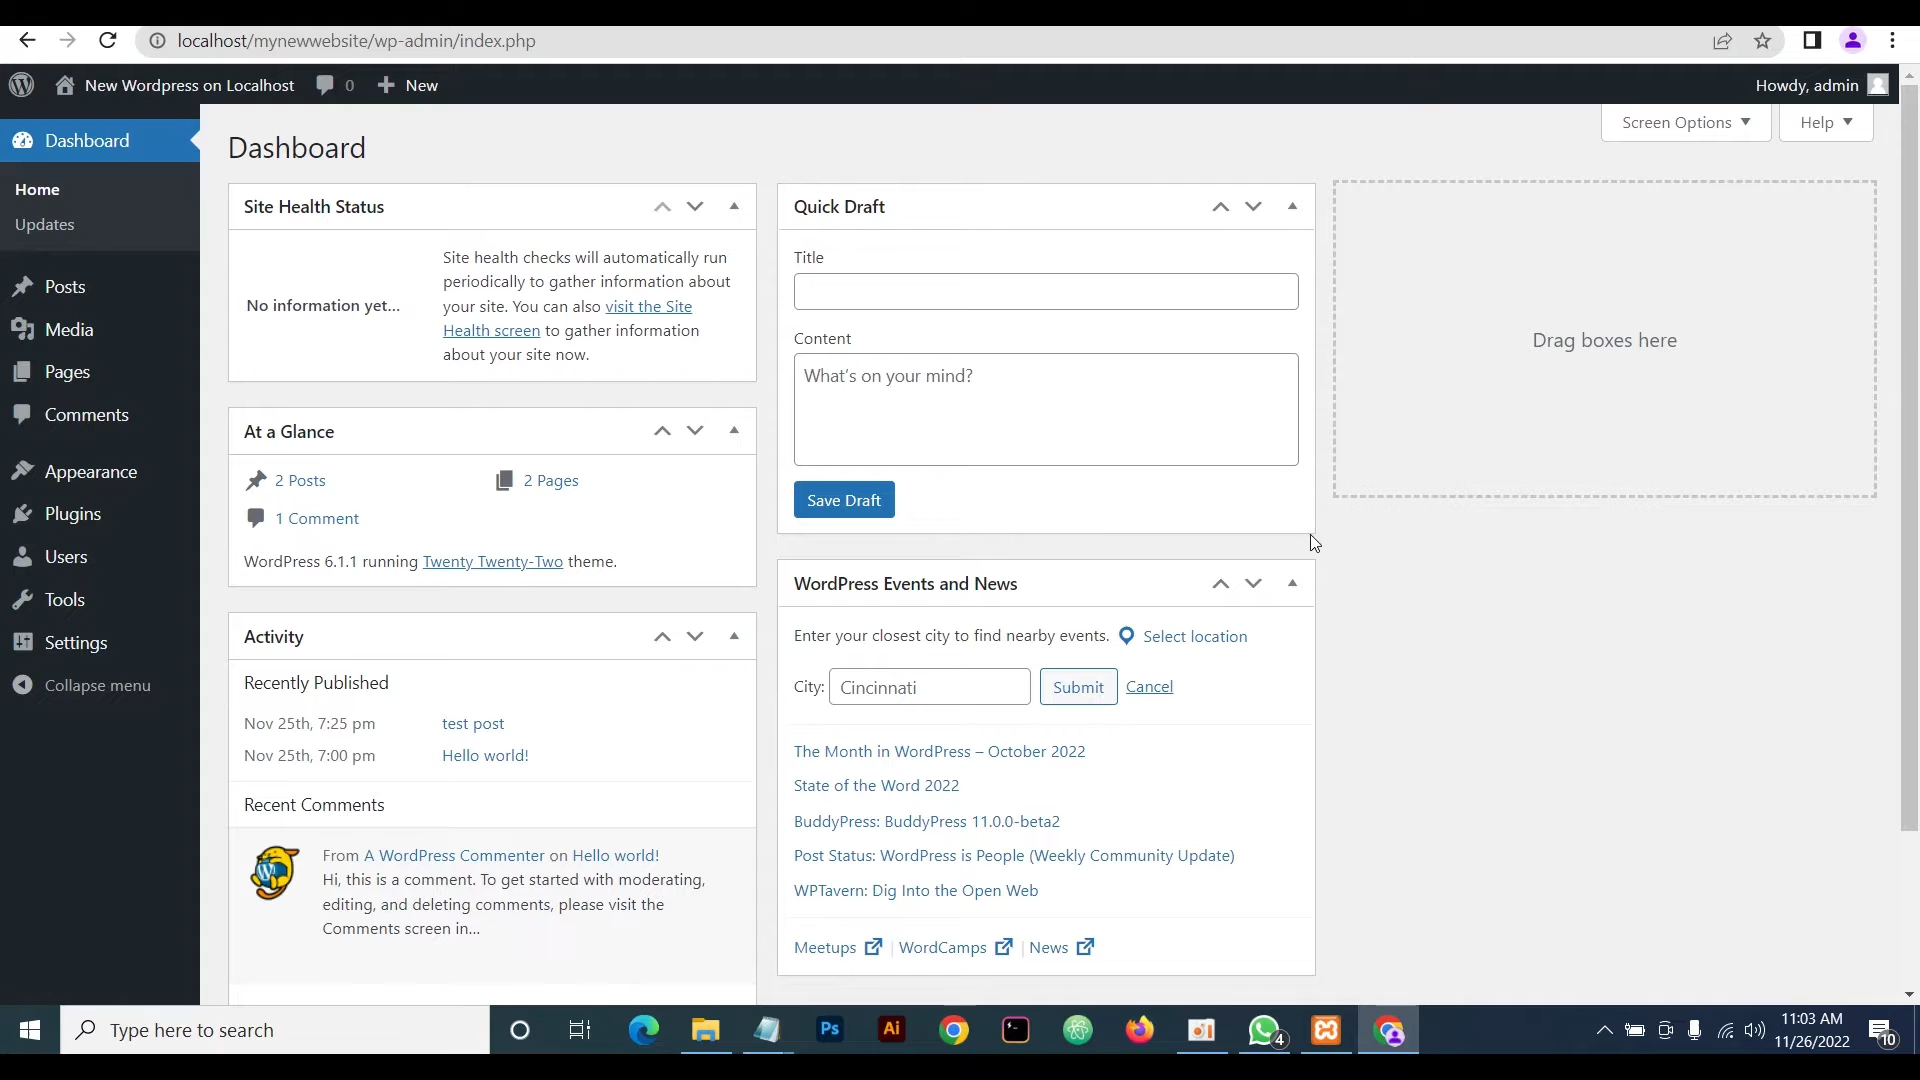 localhost/mynewwebsite/wp-admin/index.php
New Wordpress on Localhost
0
New
Howdy, admin
Screen Options
Help
Dashboard
Home
Updates
Posts
Media
Pages
Comments
Appearance
Plugins
Users
Tools
Settings
Collapse menu
Dashboard
Site Health Status
No information yet...
Site health checks will automatically run
periodically to gather information about
your site. You can also visit the Site
Health screen to gather information
about your site now.
At a Glance
2 Posts
2 Pages
1 Comment
WordPress 6.1.1 running Twenty Twenty-Two theme.
Activity
Recently Published
Nov 25th, 7:25 pm
test post
Nov 25th, 7:00 pm
Hello world!
Recent Comments
From A WordPress Commenter on Hello world!
Hi, this is a comment. To get started with moderating,
editing, and deleting comments, please visit the
Comments screen in...
Quick Draft
Title
Content
What's on your mind?
Save Draft
WordPress Events and News
Enter your closest city to find nearby events.
Select location
City:
Cincinnati
Submit
Cancel
The Month in WordPress – October 2022
State of the Word 2022
BuddyPress: BuddyPress 11.0.0-beta2
Post Status: WordPress is People (Weekly Community Update)
WPTavern: Dig Into the Open Web
Meetups | WordCamps | News
Drag boxes here
Type here to search
Ps
Ai
4
11:03 AM
11/26/2022
10